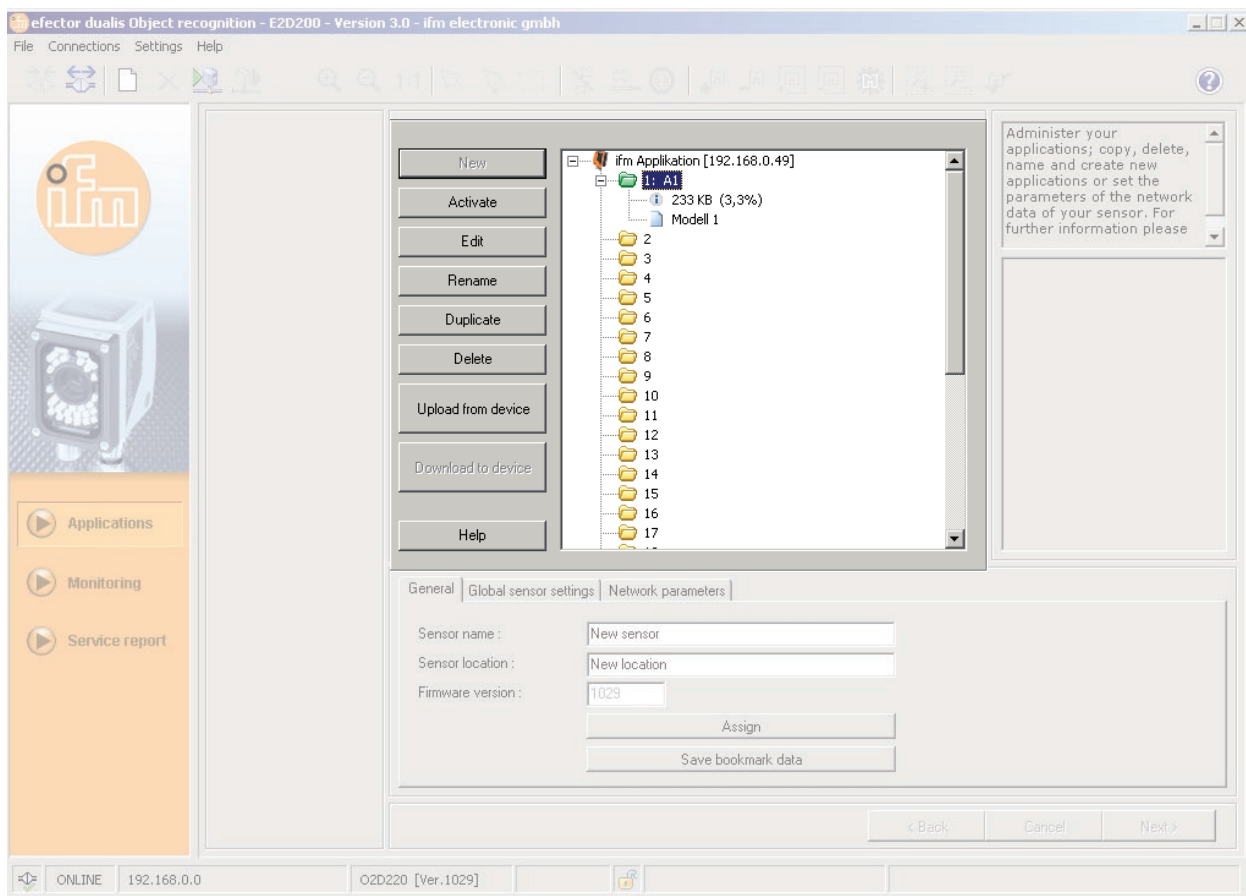 efector dualis Object recognition - E2D200 - Version 3.0 - ifm electronic gmbh
File Connections Settings Help
1:1
ifm
Applications
Monitoring
Service report
New
Activate
Edit
Rename
Duplicate
Delete
Upload from device
Download to device
Help
ifm Applikation [192.168.0.49]
1: A1
233 KB (3,3%)
Modell 1
2
3
4
5
6
7
8
9
10
11
12
13
14
15
16
17
Administer your
applications; copy, delete,
name and create new
applications or set the
parameters of the network
data of your sensor. For
further information please
General Global sensor settings Network parameters
Sensor name : New sensor
Sensor location : New location
Firmware version : 1029
Assign
Save bookmark data
< Back Cancel Next >
ONLINE 192.168.0.0 O2D220 [Ver.1029]